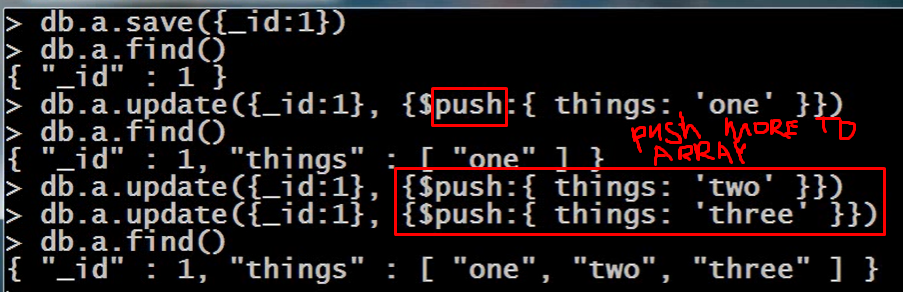 > db.a.save({_id:1})
> db.a.find()
{ "_id" : 1 }
> db.a.update({_id:1}, {$push:{ things: 'one' }})
> db.a.find()
PUSH MORE TO
ARRAY
{ "_id" : 1, "things" : [ "one" ] }
> db.a.update({_id:1}, {$push:{ things: 'two' }})
> db.a.update({_id:1}, {$push:{ things: 'three' }})
> db.a.find()
{ "_id" : 1, "things" : [ "one", "two", "three" ] }